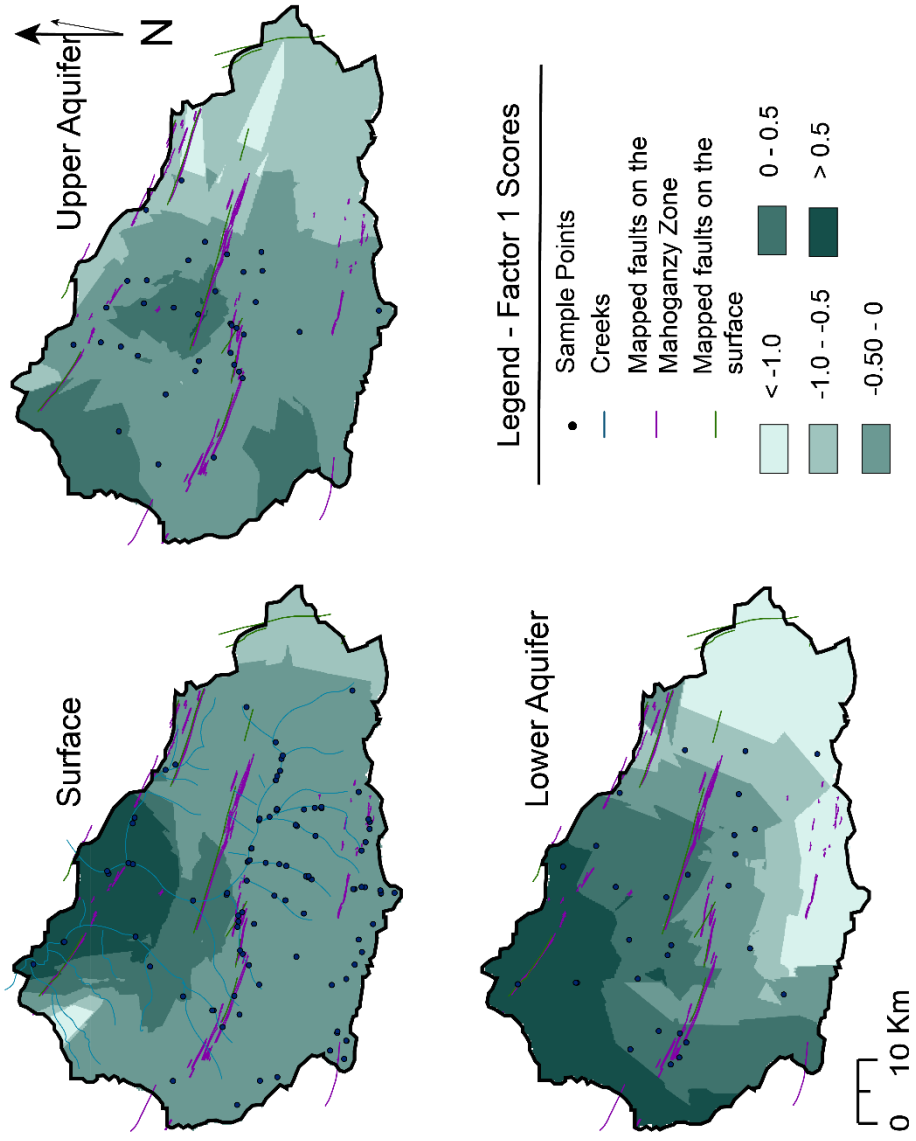 Surface
Upper Aquifer
N
Lower Aquifer
0 10 Km
Legend - Factor 1 Scores
Sample Points
Creeks
Mapped faults on the
Mahoganzy Zone
Mapped faults on the
surface
< -1.0
-1.0 - -0.5
-0.50 - 0
0 - 0.5
> 0.5